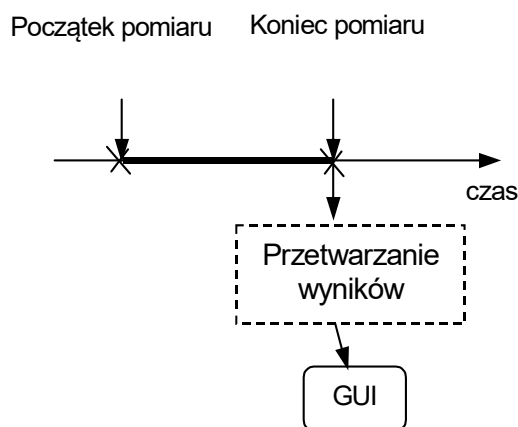 Początek pomiaru
Koniec pomiaru
czas
Przetwarzanie
wyników
GUI